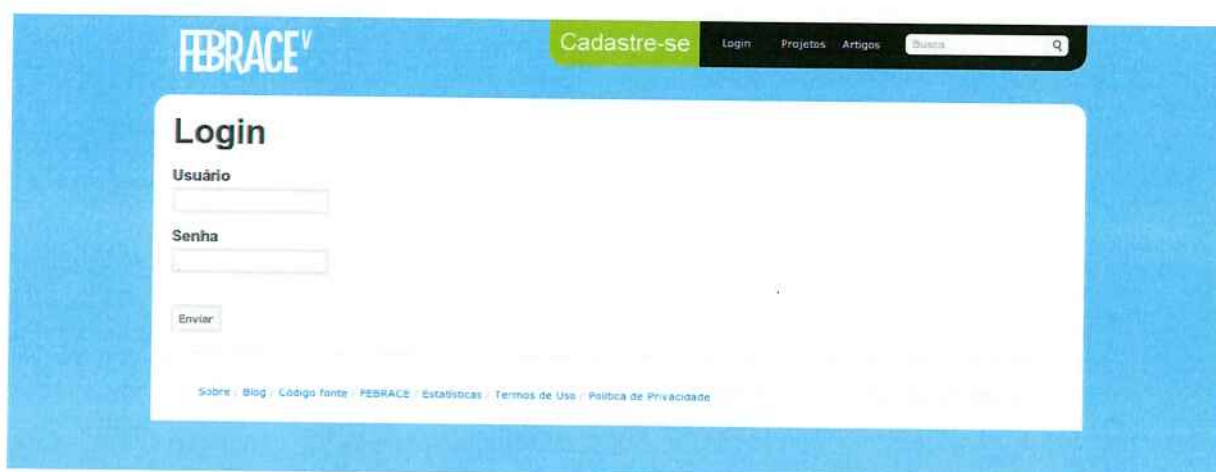 FEBRACEV
Cadastre-se Login Projetos Artigos Busca
Login
Usuário
Senha
Enviar
Sobre / Blog / Código fonte / FEBRACE / Estatísticas / Termos de Uso / Política de Privacidade